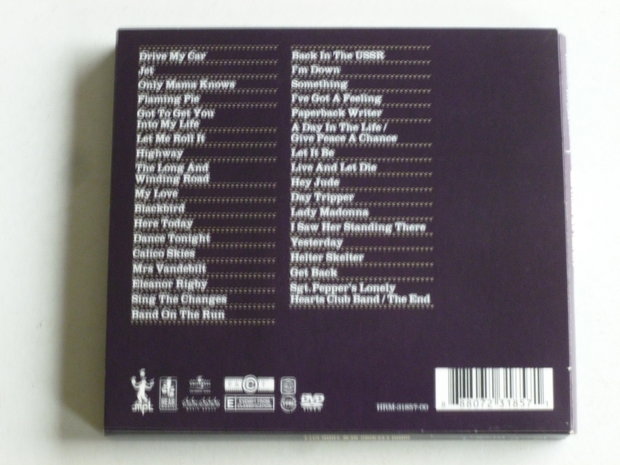 Drive My Car
Jet
Only Mama Knows
Flaming Pie
Got To Get You
Into My Life
Let Me Roll It
Highway
The Long And
Winding Road
My Love
Blackbird
Here Today
Dance Tonight
Calico Skies
Mrs Vandebilt
Eleanor Rigby
Sing The Changes
Band On The Run
Back In The USSR
I'm Down
Something
I've Got A Feeling
Paperback Writer
A Day In The Life /
Give Peace A Chance
Let It Be
Live And Let Die
Hey Jude
Day Tripper
Lady Madonna
I Saw Her Standing There
Yesterday
Helter Skelter
Get Back
Sgt. Pepper's Lonely
Hearts Club Band / The End
MPL
HEAR
E
DVD
HRM-31857-00
8 88072 31857